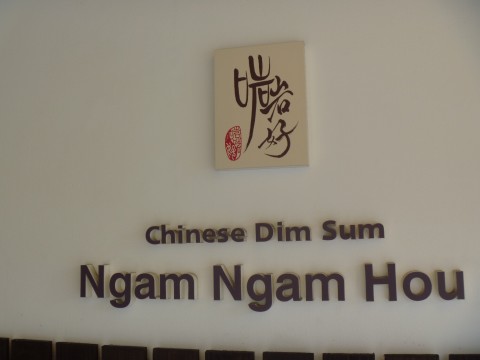 啱啱好
Chinese Dim Sum
Ngam Ngam Hou